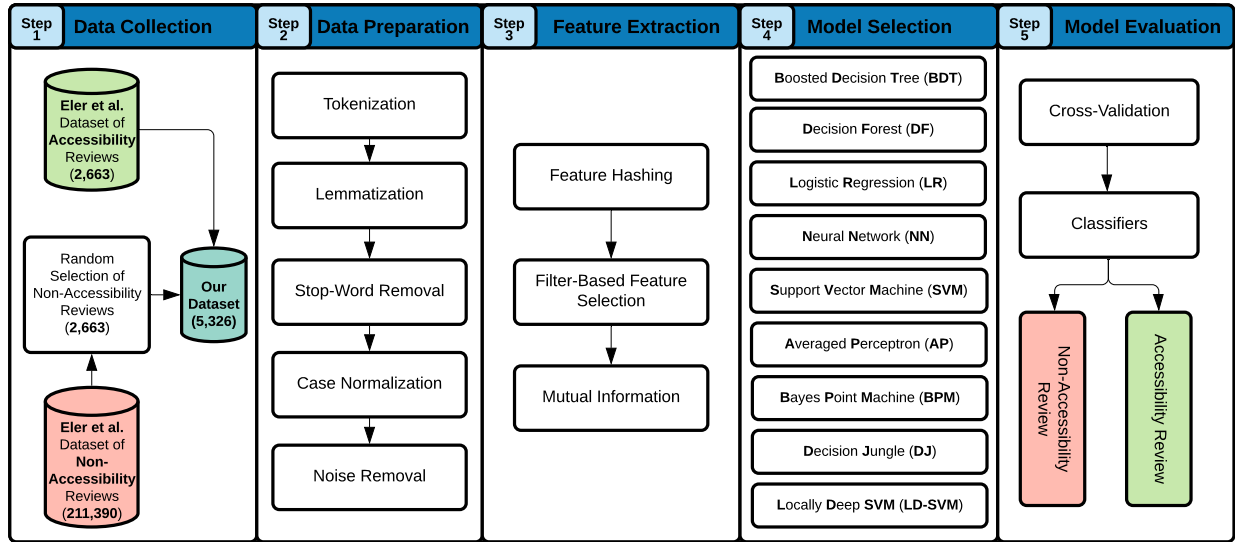 Step
1
Data Collection
Eler et al.
Dataset of
Accessibility
Reviews
(2,663)
Random
Selection of
Non-Accessibility
Reviews
(2,663)
Our
Dataset
(5,326)
Eler et al.
Dataset of
Non-
Accessibility
Reviews
(211,390)
Step
2
Data Preparation
Tokenization
Lemmatization
Stop-Word Removal
Case Normalization
Noise Removal
Step
3
Feature Extraction
Feature Hashing
Filter-Based Feature
Selection
Mutual Information
Step
4
Model Selection
Boosted Decision Tree (BDT)
Decision Forest (DF)
Logistic Regression (LR)
Neural Network (NN)
Support Vector Machine (SVM)
Averaged Perceptron (AP)
Bayes Point Machine (BPM)
Decision Jungle (DJ)
Locally Deep SVM (LD-SVM)
Step
5
Model Evaluation
Cross-Validation
Classifiers
Non-Accessibility
Review
Accessibility Review